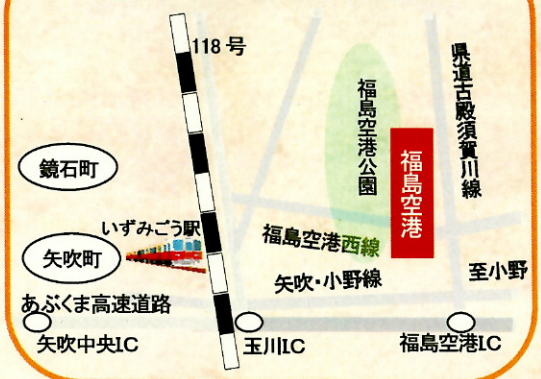 118号
県道古殿須賀川線
福島空港公園
福島空港
鏡石町
いずみごう駅
福島空港西線
矢吹町
矢吹・小野線
至小野
あぶくま高速道路
矢吹中央IC
玉川IC
福島空港IC